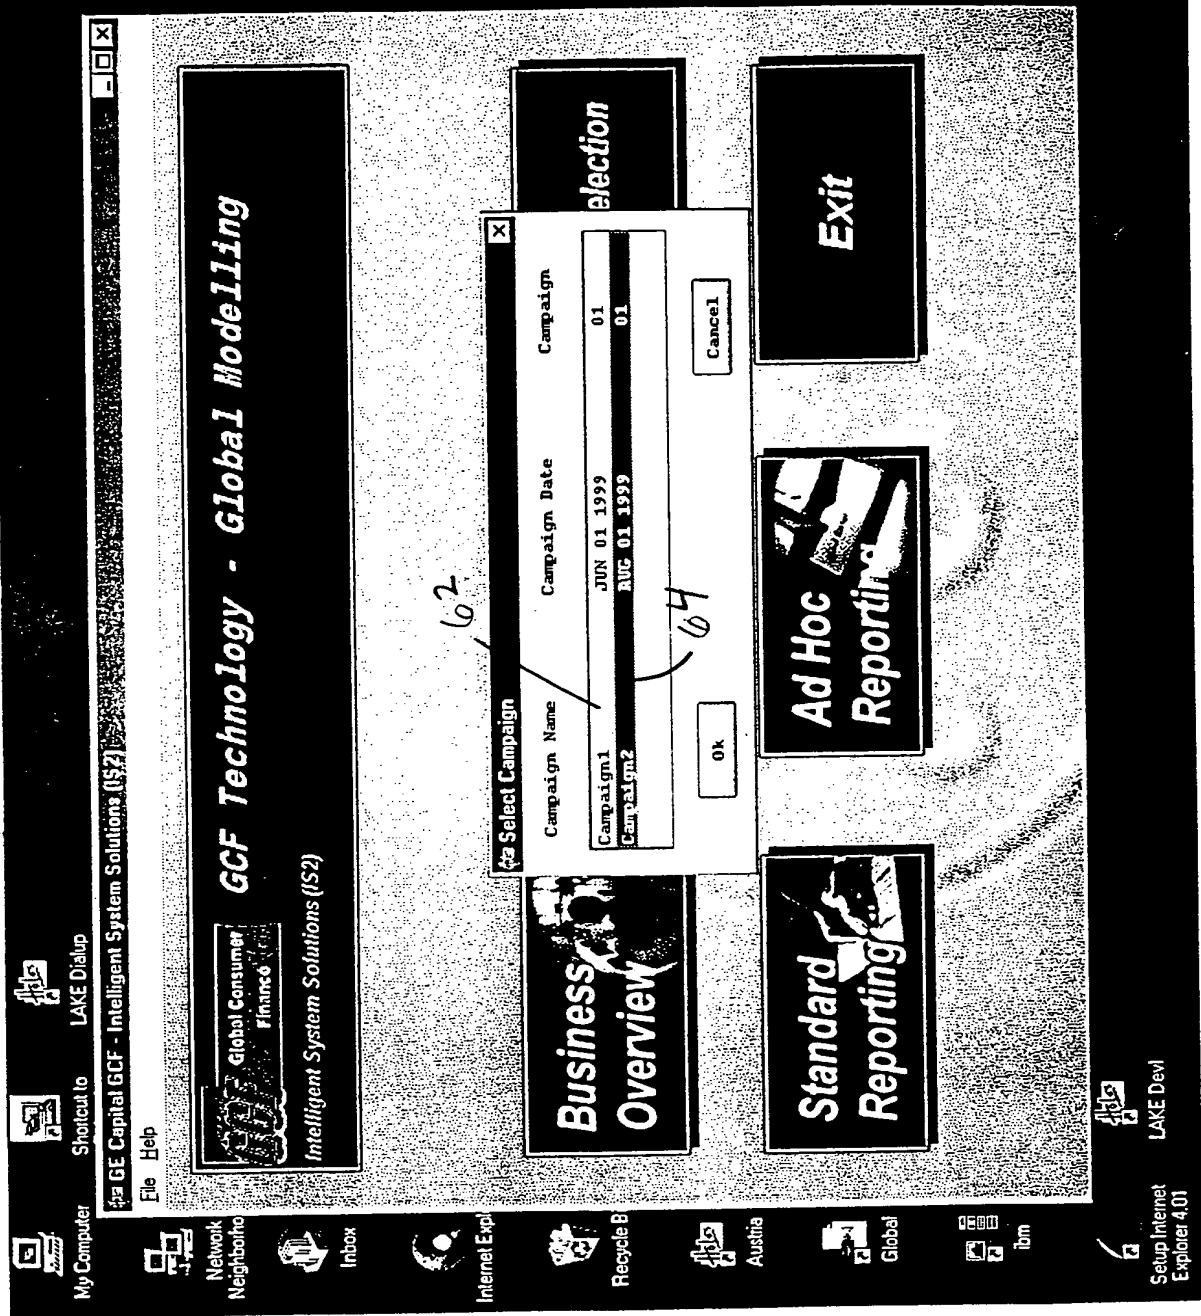 My Computer
Shortcut to
LAKE Dialup
GE Capital GCF - Intelligent System Solutions (IS2)
File Help
Network
Neighborho
Inbox
Internet Expl
Recycle B
Austria
Global
ibm
Setup Internet
Explorer 4.01
LAKE Devl
GCF Global Consumer
Finance
GCF Technology - Global Modelling
Intelligent System Solutions (IS2)
62
Select Campaign
Campaign Name Campaign Date Campaign
Campaign1 JUN 01 1999 01
Campaign2 AUG 01 1999 01
64
Ok Cancel
Business
Overview
election
Standard
Reporting
Ad Hoc
Reporting
Exit